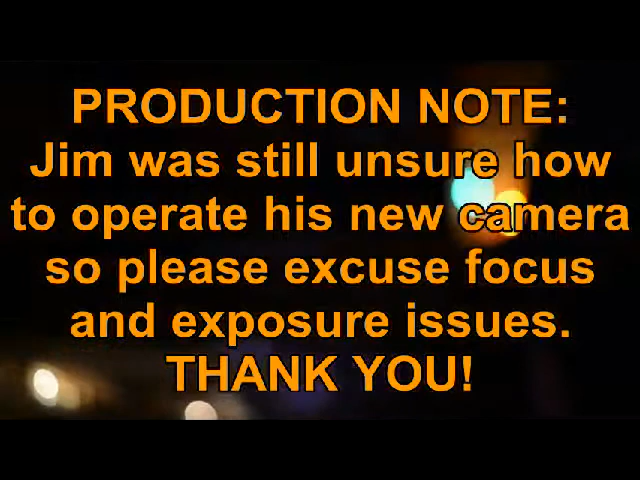 PRODUCTION NOTE:
Jim was still unsure how
to operate his new camera
so please excuse focus
and exposure issues.
THANK YOU!